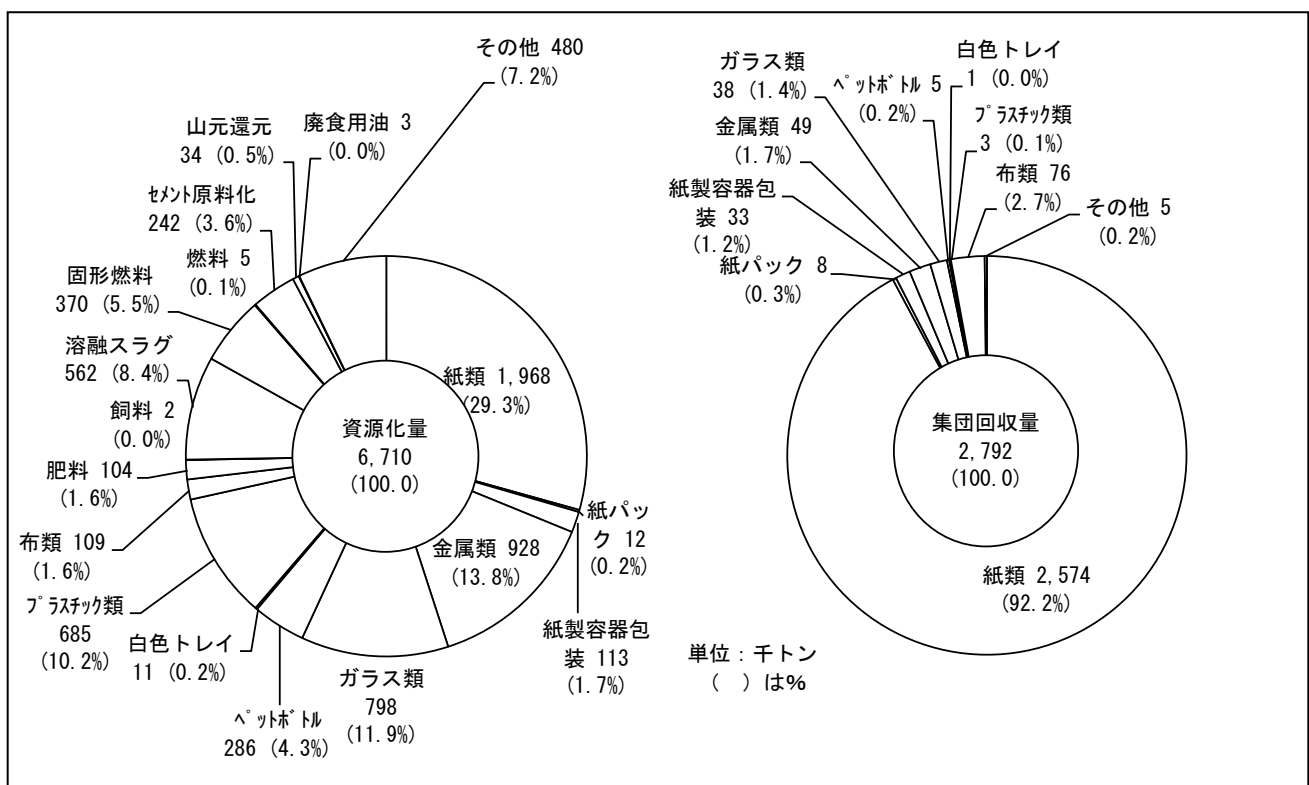 その他 480
(7.2%)
廃食用油 3
(0.0%)
山元還元
34 (0.5%)
ｾﾒﾝﾄ原料化
242 (3.6%)
燃料 5
(0.1%)
固形燃料
370 (5.5%)
溶融スラグ
562 (8.4%)
飼料 2
(0.0%)
肥料 104
(1.6%)
布類 109
(1.6%)
ﾌﾟﾗｽﾁｯｸ類
685
(10.2%)
白色トレイ
11 (0.2%)
ﾍﾟｯﾄﾎﾞﾄﾙ
286 (4.3%)
ガラス類
798
(11.9%)
金属類 928
(13.8%)
紙製容器包
装 113
(1.7%)
紙パッ
ク 12
(0.2%)
紙類 1,968
(29.3%)
資源化量
6,710
(100.0)
ガラス類
38 (1.4%)
ﾍﾟｯﾄﾎﾞﾄﾙ 5
(0.2%)
白色トレイ
1 (0.0%)
ﾌﾟﾗｽﾁｯｸ類
3 (0.1%)
布類 76
(2.7%)
その他 5
(0.2%)
金属類 49
(1.7%)
紙製容器包
装 33
(1.2%)
紙パック 8
(0.3%)
集団回収量
2,792
(100.0)
紙類 2,574
(92.2%)
単位：千トン
（　）は%